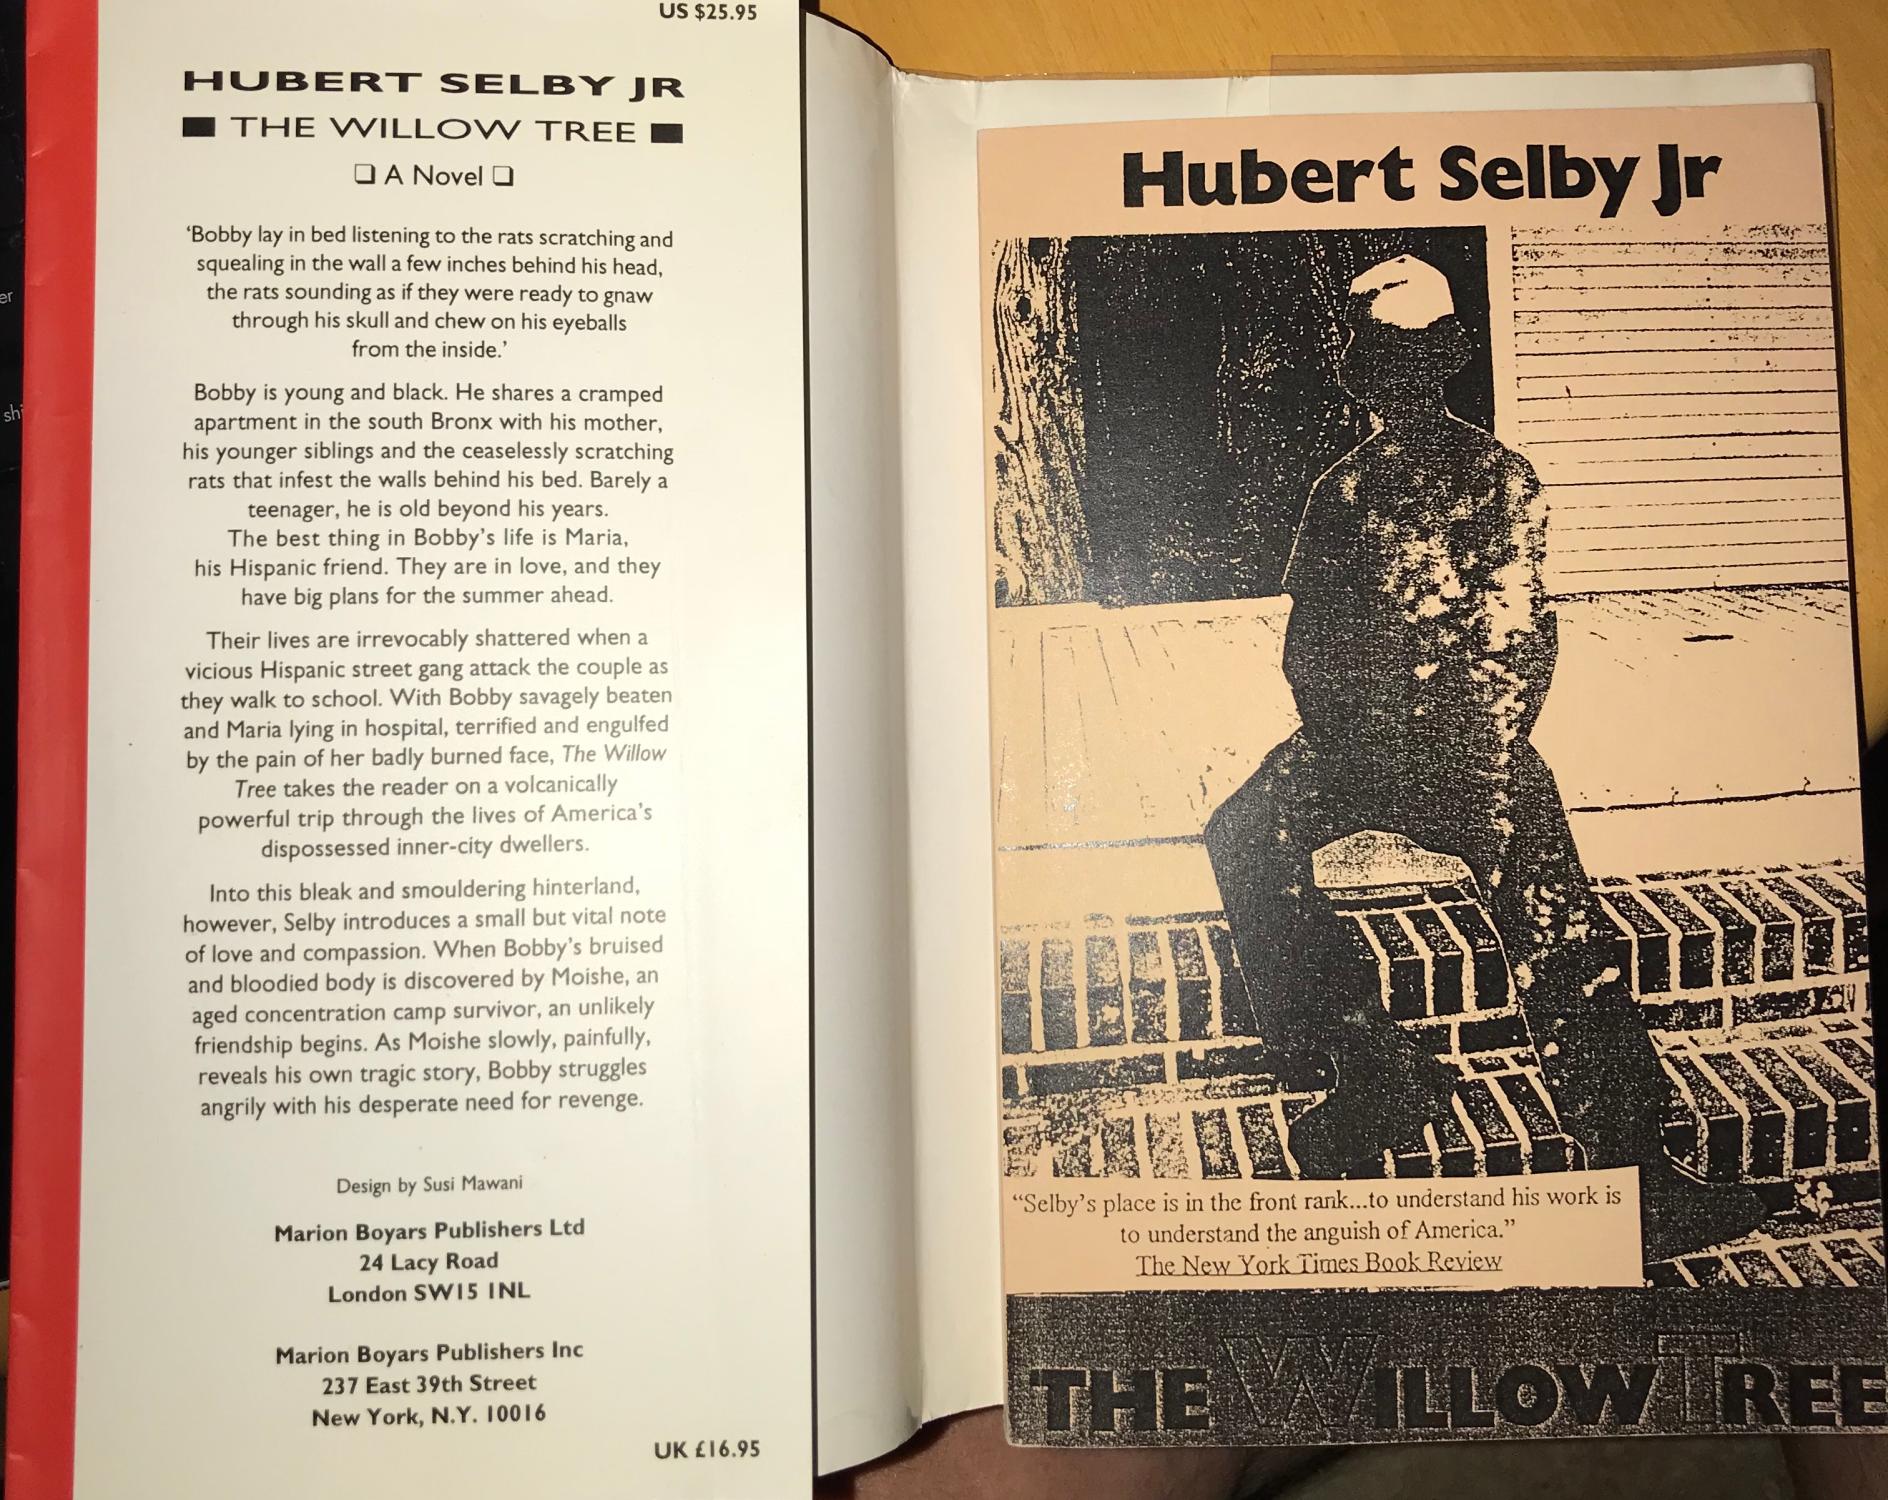 US $25.95
HUBERT SELBY JR
THE WILLOW TREE
A Novel
‘Bobby lay in bed listening to the rats scratching and
squealing in the wall a few inches behind his head,
the rats sounding as if they were ready to gnaw
through his skull and chew on his eyeballs
from the inside.’
Bobby is young and black. He shares a cramped
apartment in the south Bronx with his mother,
his younger siblings and the ceaselessly scratching
rats that infest the walls behind his bed. Barely a
teenager, he is old beyond his years.
The best thing in Bobby’s life is Maria,
his Hispanic friend. They are in love, and they
have big plans for the summer ahead.
Their lives are irrevocably shattered when a
vicious Hispanic street gang attack the couple as
they walk to school. With Bobby savagely beaten
and Maria lying in hospital, terrified and engulfed
by the pain of her badly burned face, The Willow
Tree takes the reader on a volcanically
powerful trip through the lives of America’s
dispossessed inner-city dwellers.
Into this bleak and smouldering hinterland,
however, Selby introduces a small but vital note
of love and compassion. When Bobby’s bruised
and bloodied body is discovered by Moishe, an
aged concentration camp survivor, an unlikely
friendship begins. As Moishe slowly, painfully,
reveals his own tragic story, Bobby struggles
angrily with his desperate need for revenge.
Design by Susi Mawani
Marion Boyars Publishers Ltd
24 Lacy Road
London SW15 1NL
Marion Boyars Publishers Inc
237 East 39th Street
New York, N.Y. 10016
UK £16.95
Hubert Selby Jr
“Selby’s place is in the front rank...to understand his work is
to understand the anguish of America.”
The New York Times Book Review
THE WILLOW TREE